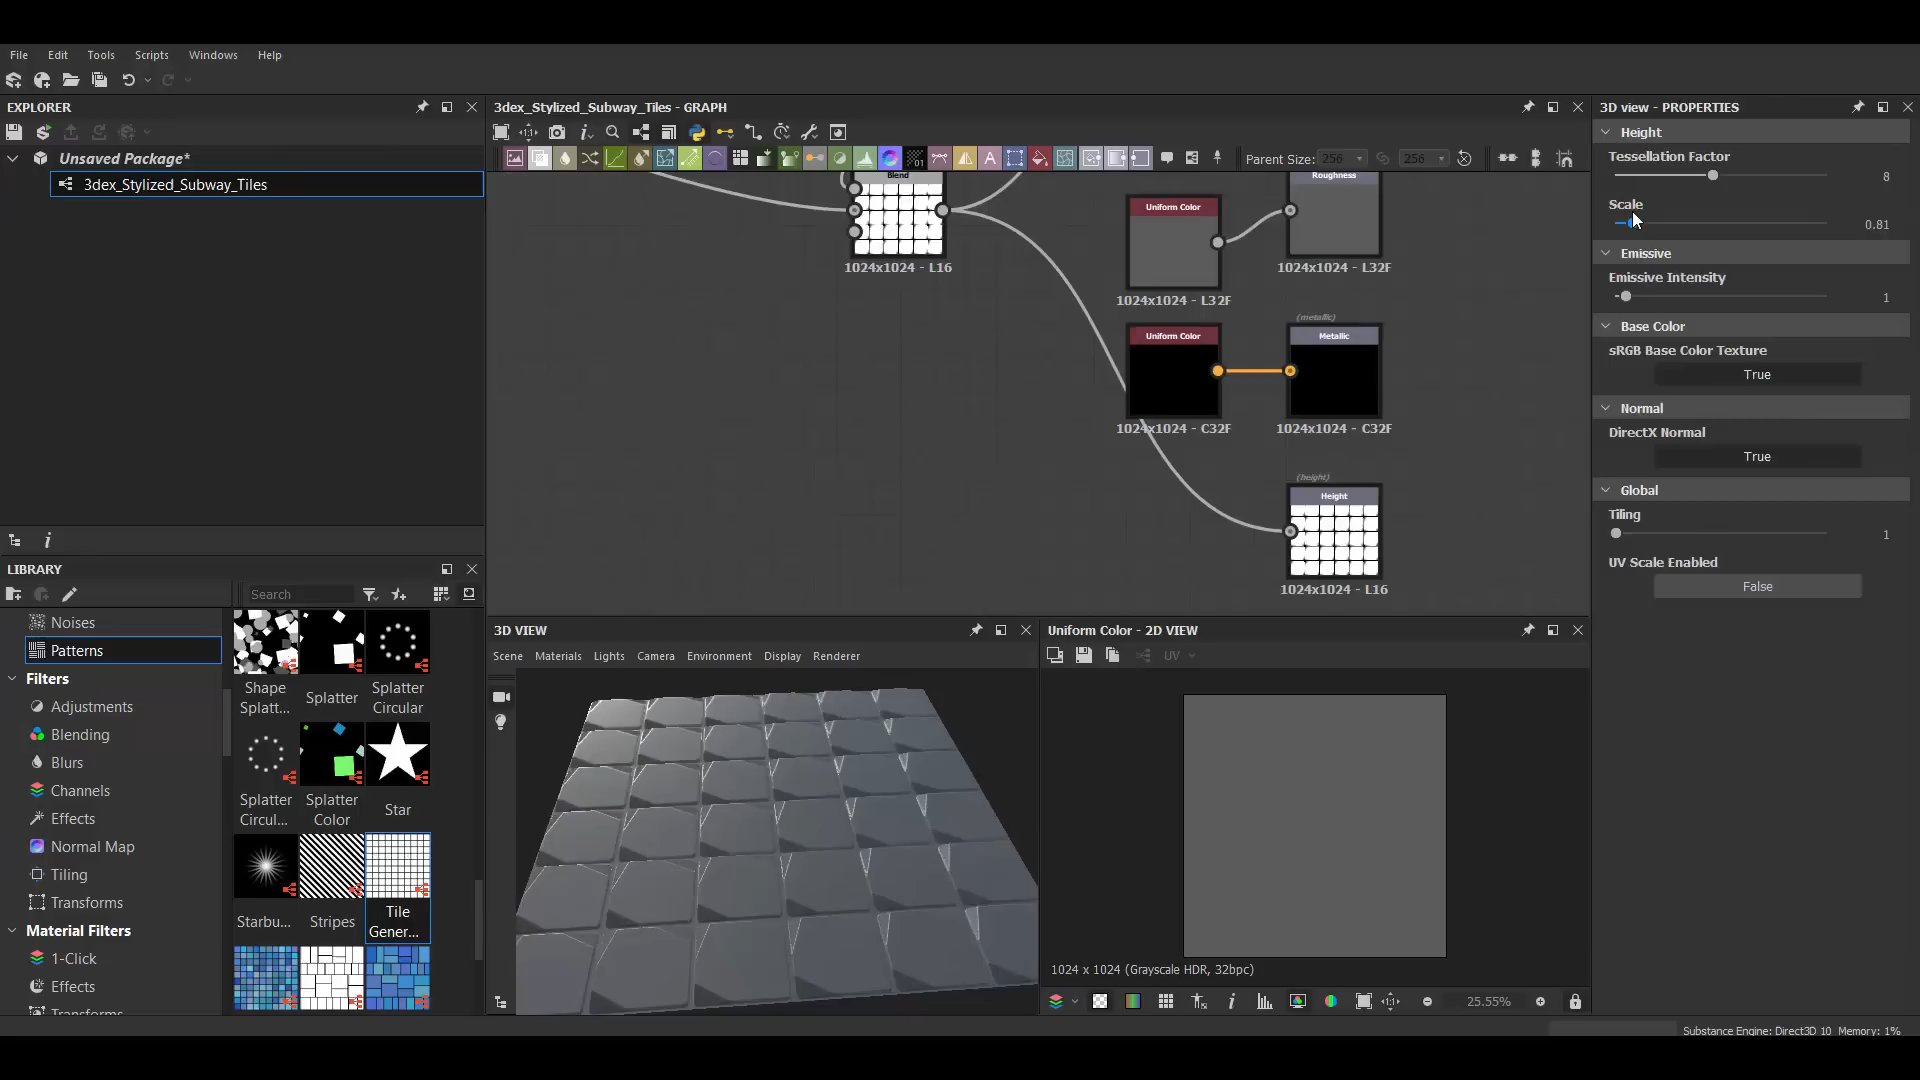 File Edit Tools Scripts Windows Help
EXPLORER
Unsaved Package*
3dex_Stylized_Subway_Tiles
LIBRARY
Search
Noises
Patterns
Filters
Adjustments
Blending
Blurs
Channels
Effects
Normal Map
Tiling
Transforms
Material Filters
1-Click
Effects
Transforms
Shape Splatt...
Splatter
Splatter Circular
Splatter Circul...
Splatter Color
Star
Starbu...
Stripes
Tile Gener...
3dex_Stylized_Subway_Tiles - GRAPH
Parent Size: 256 256
Blend
1024x1024 - L16
Uniform Color
1024x1024 - L32F
Roughness
1024x1024 - L32F
Uniform Color
1024x1024 - C32F
(metallic)
Metallic
1024x1024 - C32F
(height)
Height
1024x1024 - L16
3D VIEW
Scene Materials Lights Camera Environment Display Renderer
Uniform Color - 2D VIEW
UV
1024 x 1024 (Grayscale HDR, 32bpc)
25.55%
3D view - PROPERTIES
Height
Tessellation Factor
8
Scale
0.81
Emissive
Emissive Intensity
1
Base Color
sRGB Base Color Texture
True
Normal
DirectX Normal
True
Global
Tiling
1
UV Scale Enabled
False
Substance Engine: Direct3D 10 Memory: 1%